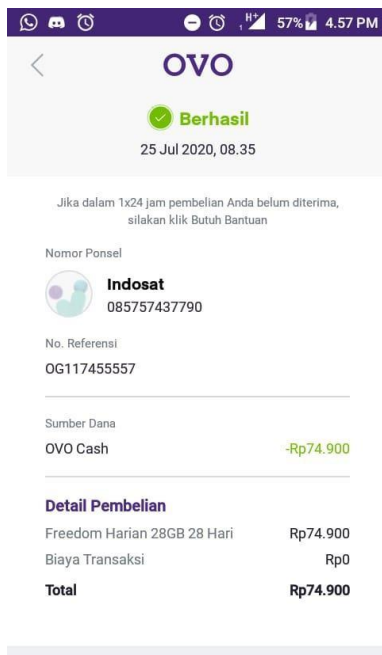 57% 4.57 PM
OVO
Berhasil
25 Jul 2020, 08.35
Jika dalam 1x24 jam pembelian Anda belum diterima,
silakan klik Butuh Bantuan
Nomor Ponsel
Indosat
085757437790
No. Referensi
OG117455557
Sumber Dana
OVO Cash -Rp74.900
Detail Pembelian
Freedom Harian 28GB 28 Hari Rp74.900
Biaya Transaksi Rp0
Total Rp74.900